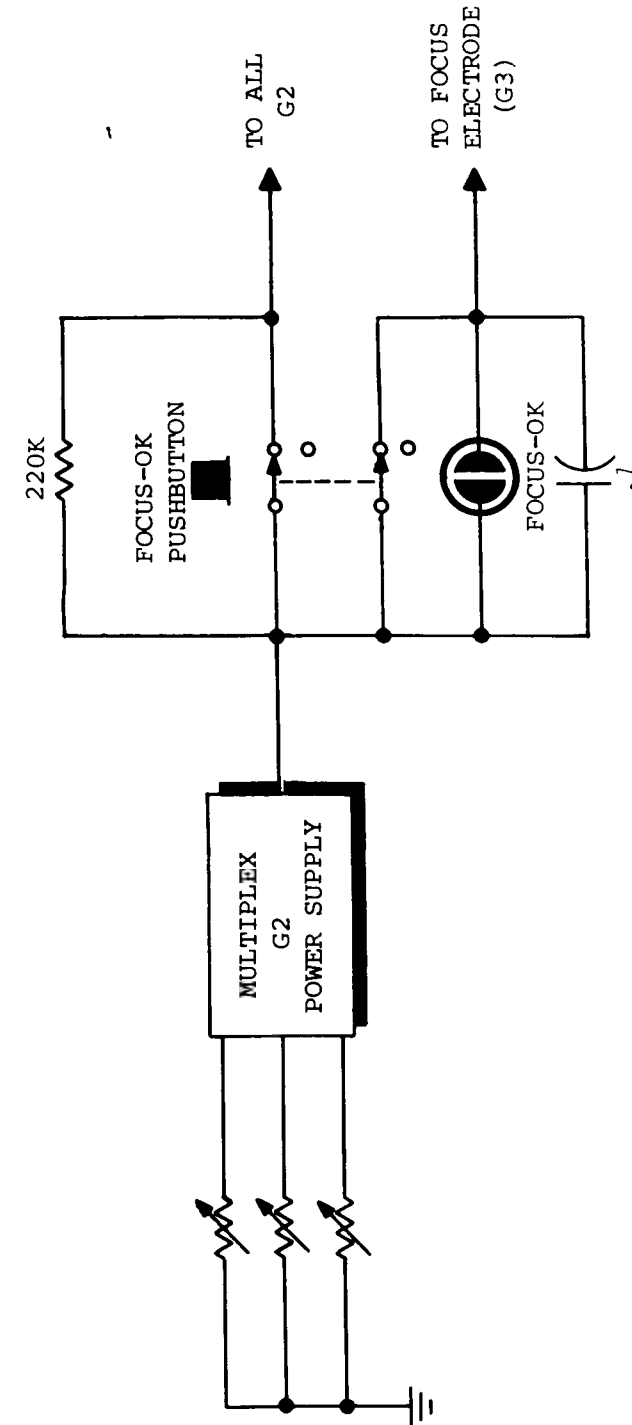 220K
FOCUS-OK
PUSHBUTTON
TO ALL
G2
MULTIPLEX
G2
POWER SUPPLY
TO FOCUS
ELECTRODE
(G3)
FOCUS-OK